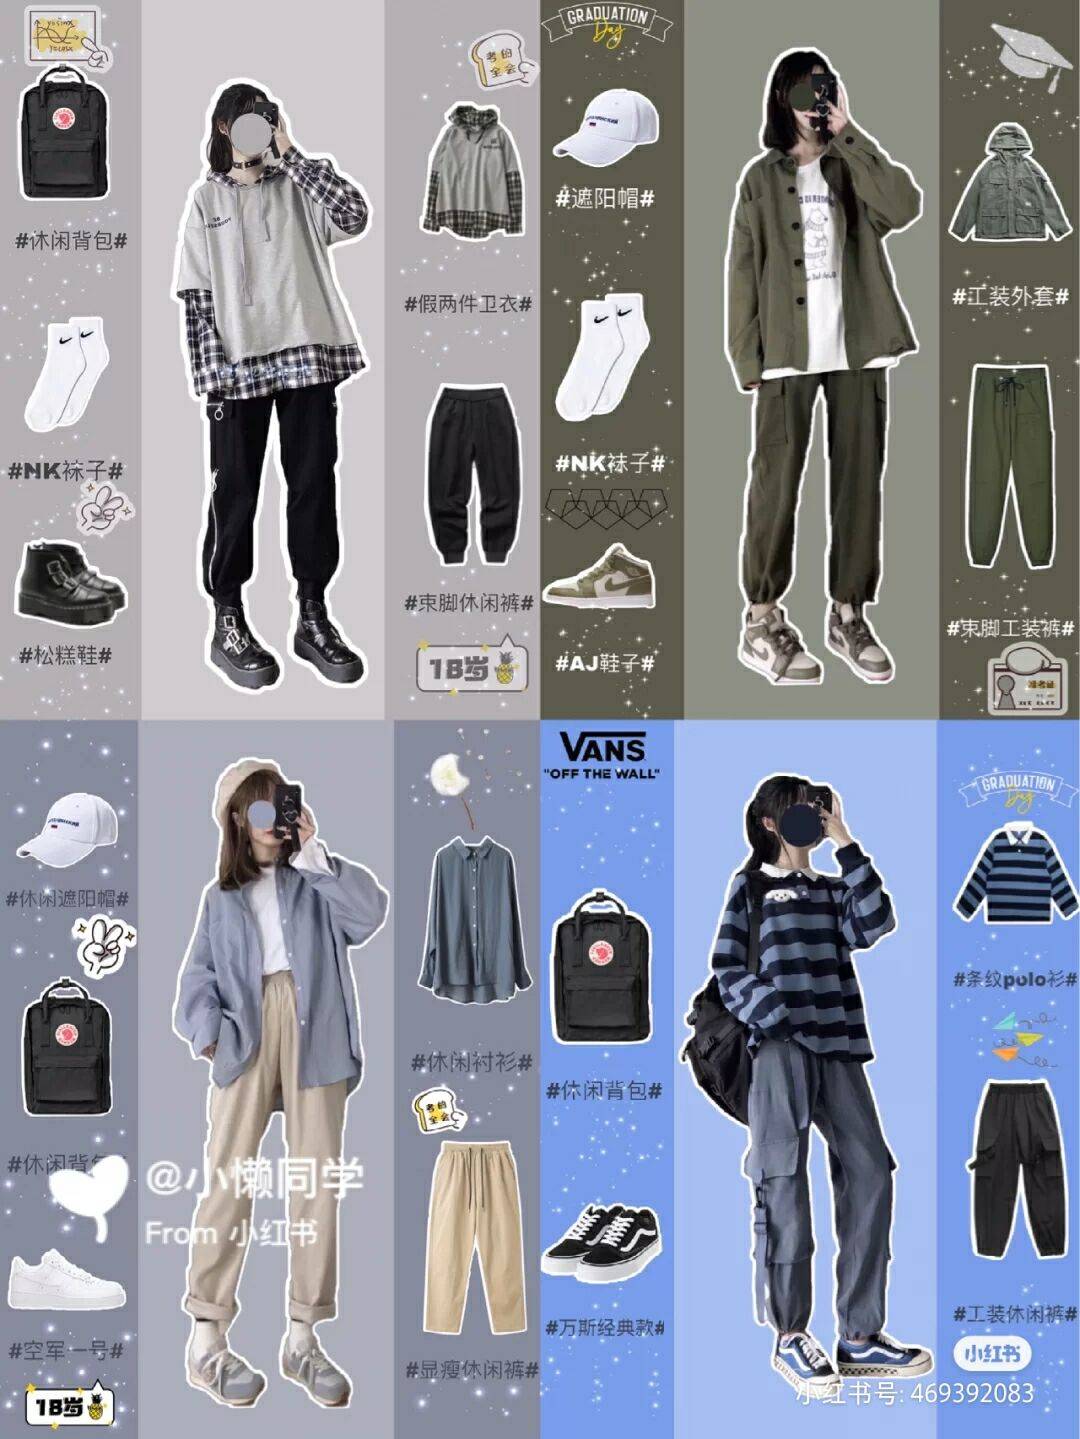 y=sinx
y=cosx
#休闲背包#
#NK袜子#
#松糕鞋#
考的
全会
#假两件卫衣#
#束脚休闲裤#
18岁
GRADUATION
Day
#遮阳帽#
#NK袜子#
#AJ鞋子#
#工装外套#
#束脚工装裤#
准考证
#休闲遮阳帽#
#休闲背包
#空军一号#
18岁
@小懒同学
From 小红书
#休闲衬衫#
考的
全会
#显瘦休闲裤#
VANS
"OFF THE WALL"
#休闲背包#
#万斯经典款#
GRADUATION
Day
#条纹polo衫#
#工装休闲裤#
小红书
小红书号: 469392083